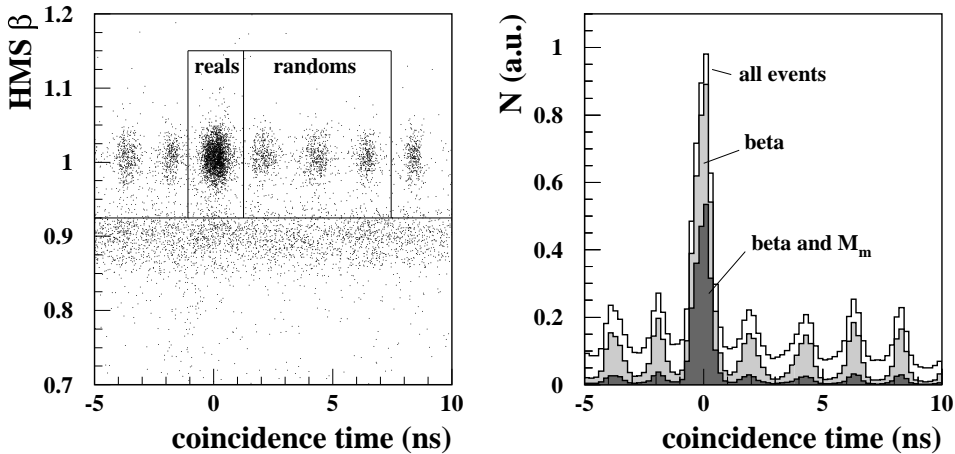 HMS β
1.2
1.1
1
0.9
0.8
0.7
reals
randoms
-5
0
5
10
coincidence time (ns)
N (a.u.)
1
0.8
0.6
0.4
0.2
0
all events
beta
beta and Mm
-5
0
5
10
coincidence time (ns)